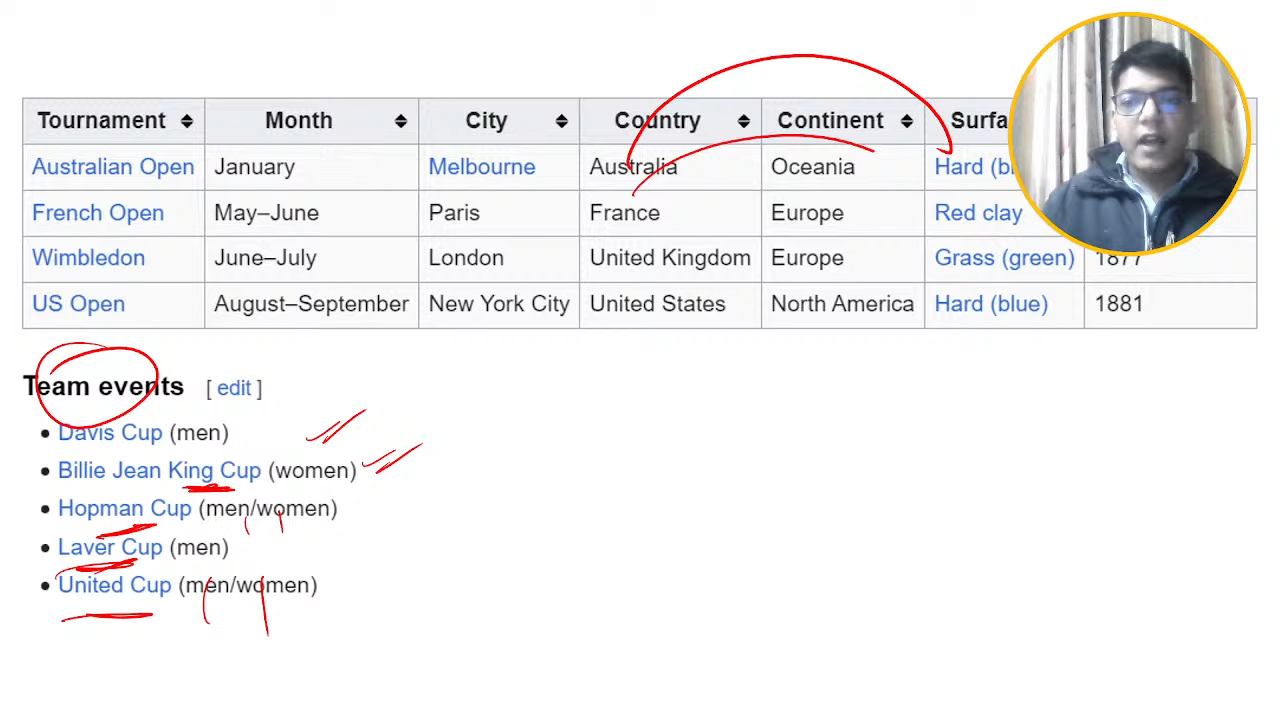 Tournament Month City Country Continent Surfa
Australian Open January Melbourne Australia Oceania Hard
French Open May–June Paris France Europe Red clay
Wimbledon June–July London United Kingdom Europe Grass (green) 1877
US Open August–September New York City United States North America Hard (blue) 1881
Team events [ edit ]
• Davis Cup (men)
• Billie Jean King Cup (women)
• Hopman Cup (men/women)
• Laver Cup (men)
• United Cup (men/women)